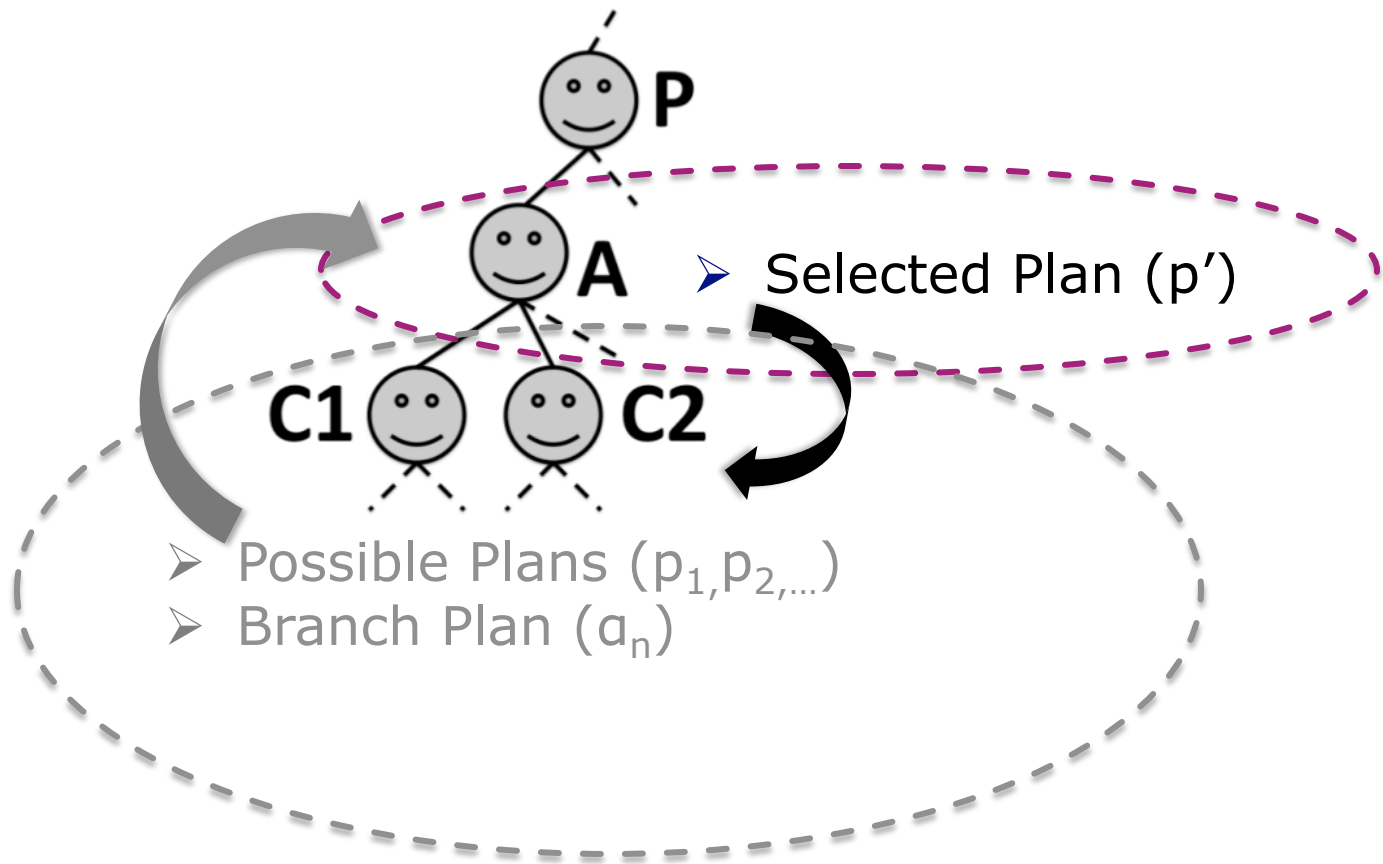 P
A
➢ Selected Plan (p’)
C1
C2
➢ Possible Plans (p₁,p₂,…)
➢ Branch Plan (ɑₙ)